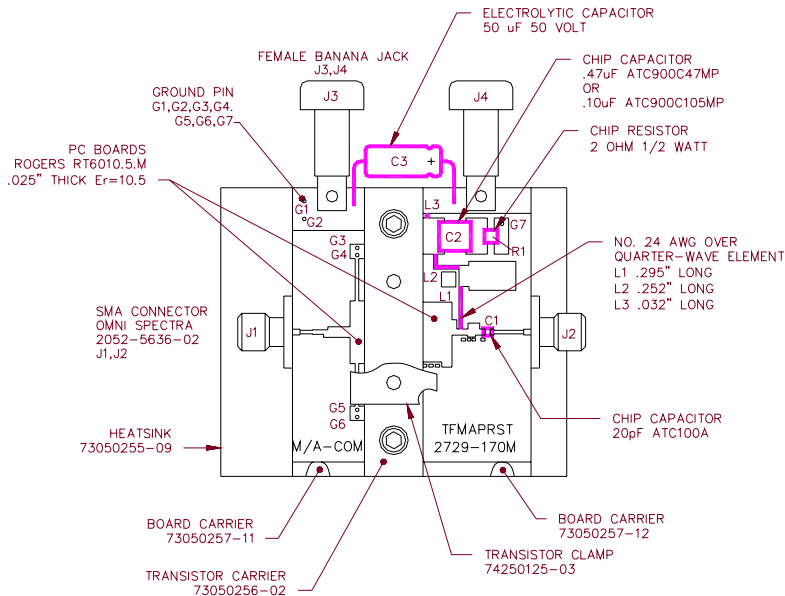 ELECTROLYTIC CAPACITOR
50 uF 50 VOLT
FEMALE BANANA JACK
J3,J4
CHIP CAPACITOR
.47uF ATC900C47MP
OR
.10uF ATC900C105MP
GROUND PIN
G1,G2,G3,G4.
G5,G6,G7
J3
J4
CHIP RESISTOR
2 OHM 1/2 WATT
PC BOARDS
ROGERS RT6010.5.M
.025" THICK Er=10.5
C3
+
G1
G2
L3
G7
C2
R1
G3
G4
NO. 24 AWG OVER
QUARTER-WAVE ELEMENT
L1 .295" LONG
L2 .252" LONG
L3 .032" LONG
L2
L1
SMA CONNECTOR
OMNI SPECTRA
2052-5636-02
J1,J2
J1
C1
J2
G5
G6
CHIP CAPACITOR
20pF ATC100A
HEATSINK
73050255-09
M/A-COM
TFMAPRST
2729-170M
BOARD CARRIER
73050257-11
BOARD CARRIER
73050257-12
TRANSISTOR CLAMP
74250125-03
TRANSISTOR CARRIER
73050256-02